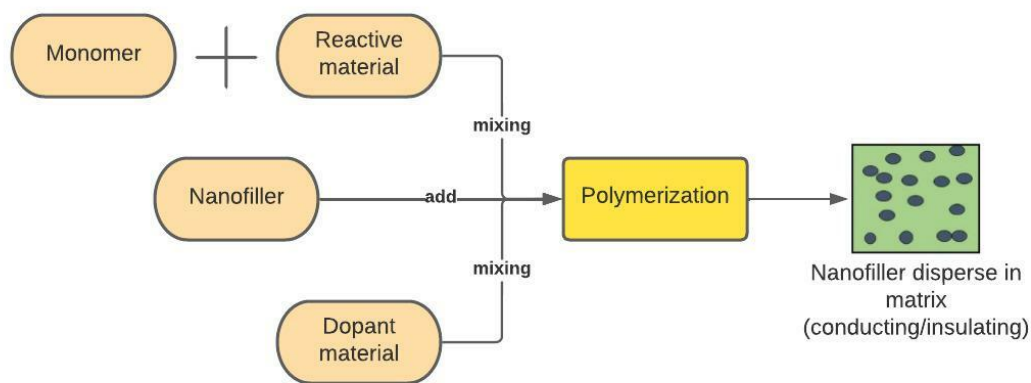 Monomer
Reactive
material
mixing
Nanofiller
add
Polymerization
mixing
Dopant
material
Nanofiller disperse in
matrix
(conducting/insulating)